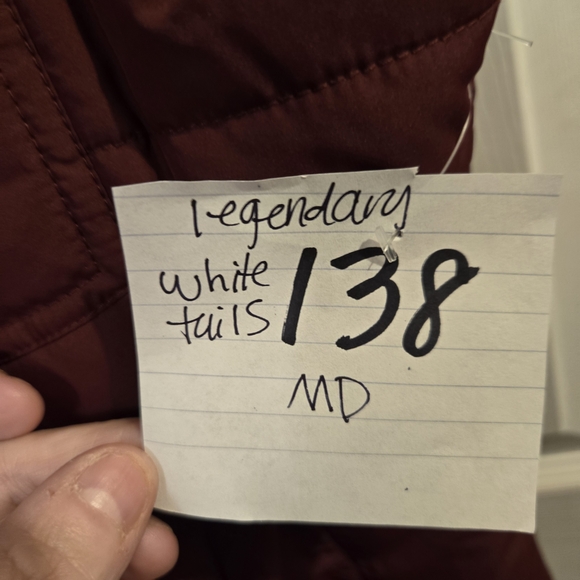 legendary
white
tails
138
MD